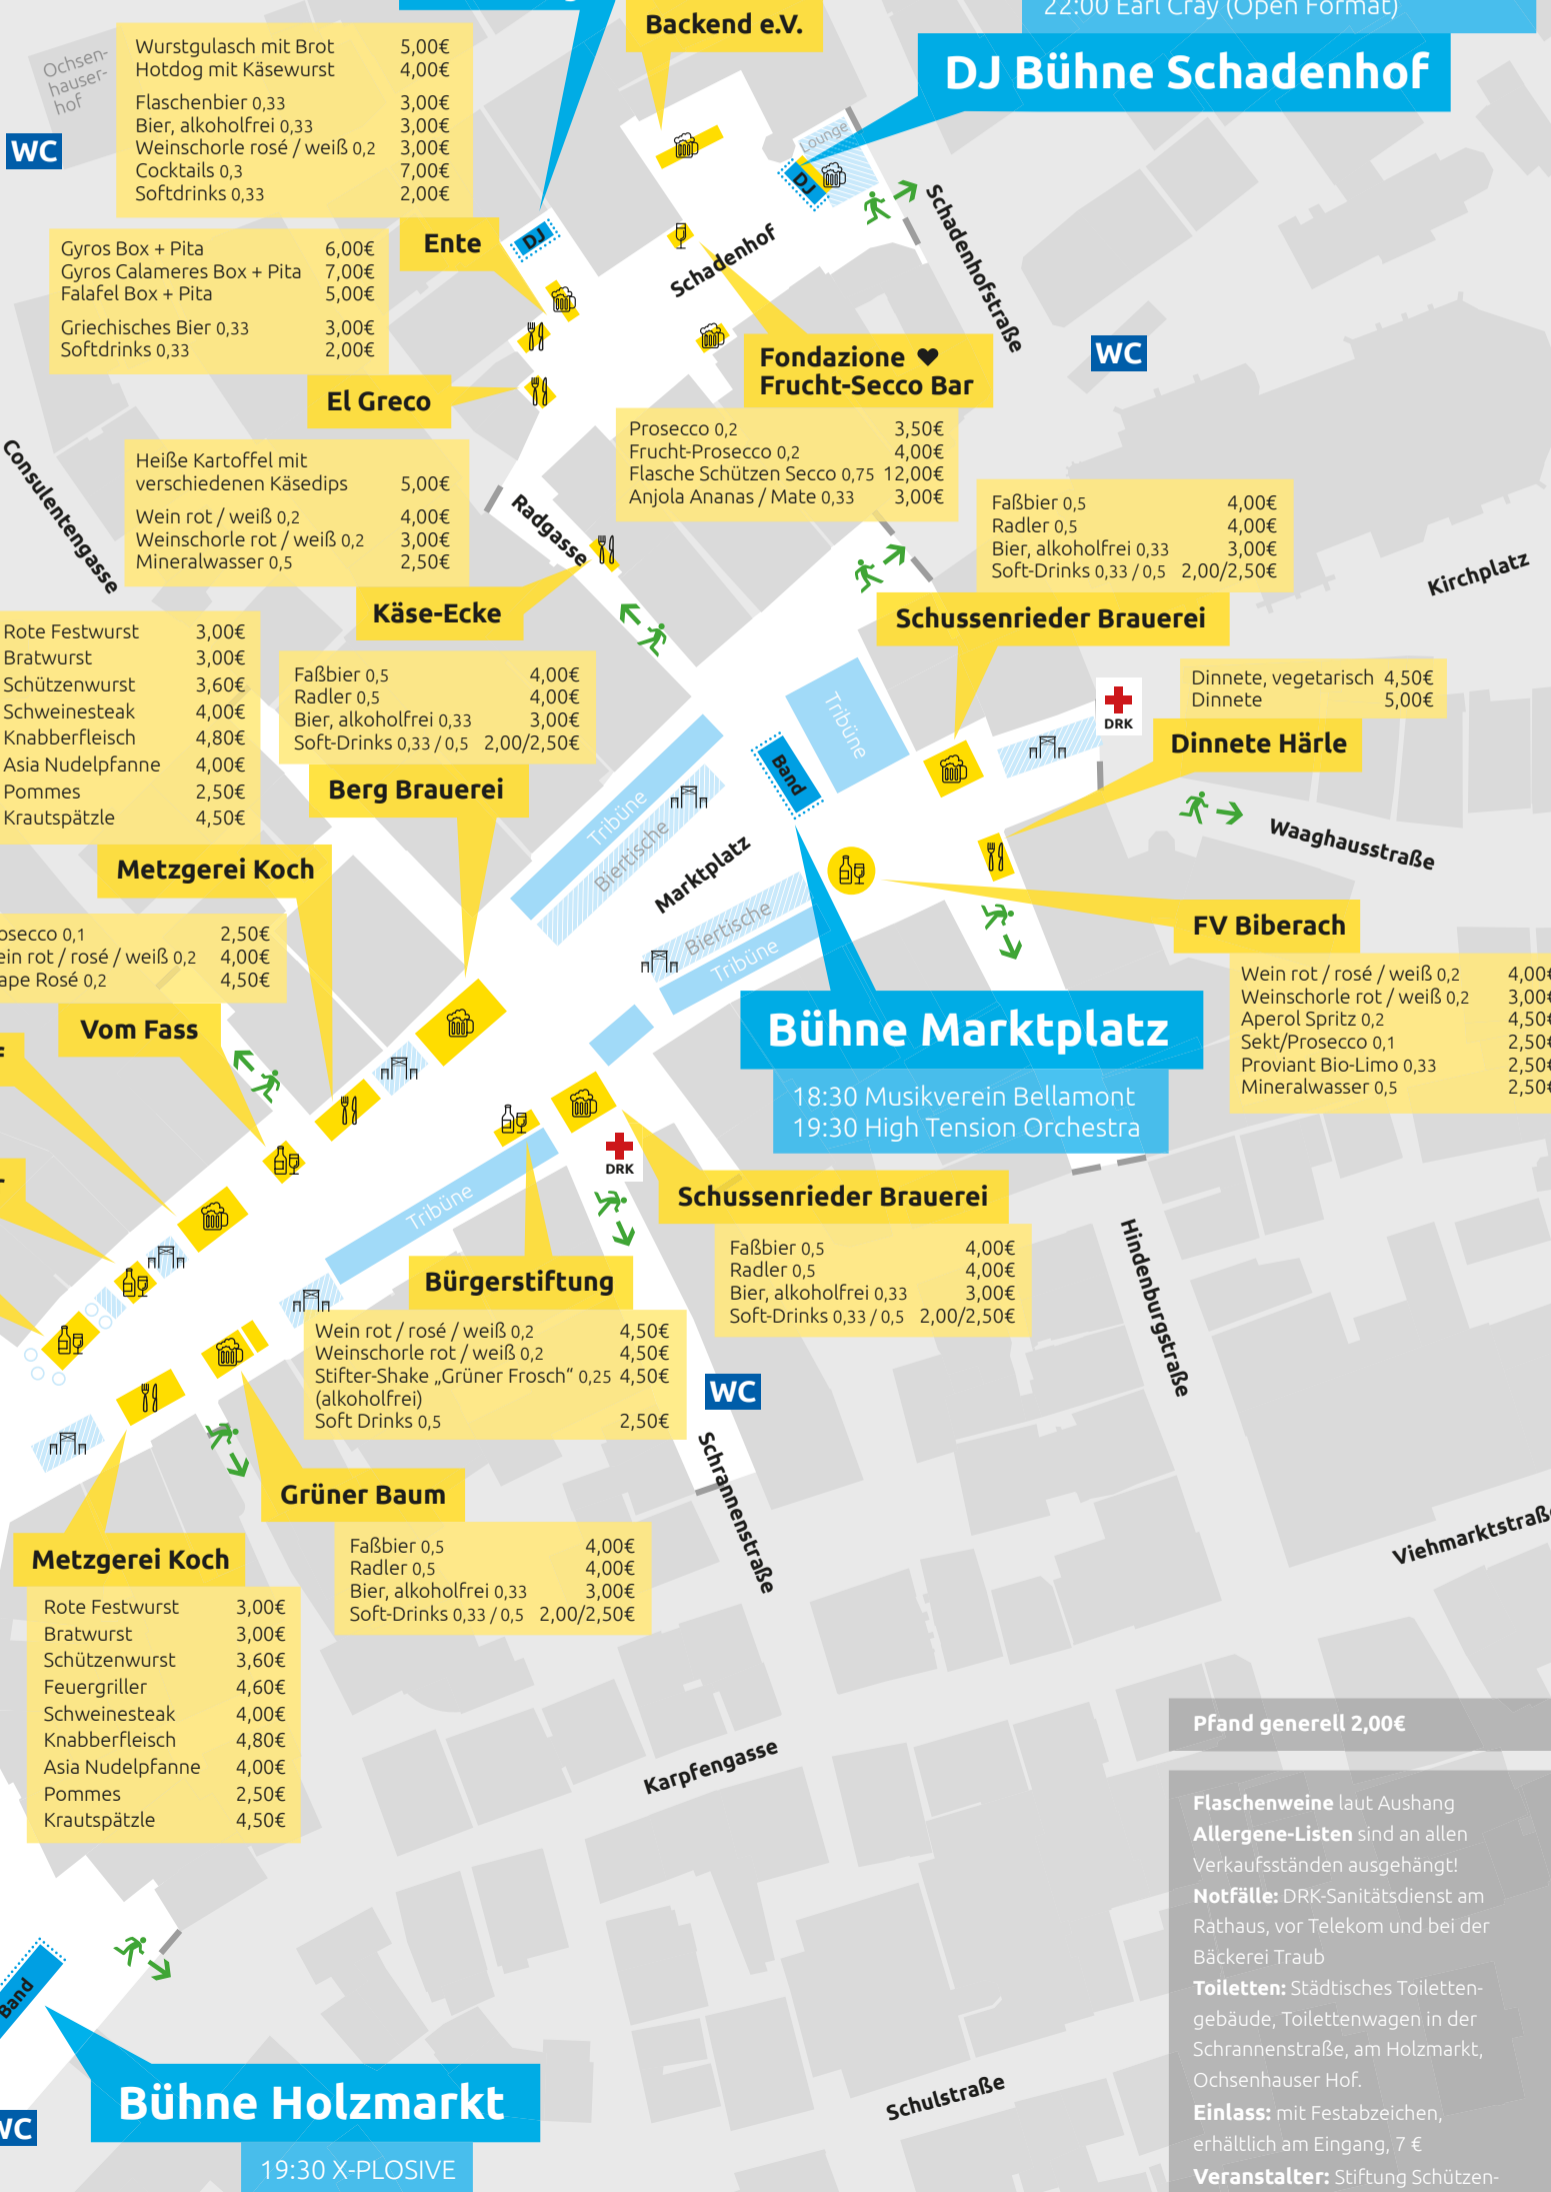 22:00 Earl Cray (Open Format)
Backend e.V.
DJ Bühne Schadenhof
Ochsen-
hauser-
hof
WC
Wurstgulasch mit Brot 5,00€
Hotdog mit Käsewurst 4,00€
Flaschenbier 0,33 3,00€
Bier, alkoholfrei 0,33 3,00€
Weinschorle rosé / weiß 0,2 3,00€
Cocktails 0,3 7,00€
Softdrinks 0,33 2,00€
Ente
DJ
Lounge
DJ
Schadenhof
Schadenhofstraße
Gyros Box + Pita 6,00€
Gyros Calameres Box + Pita 7,00€
Falafel Box + Pita 5,00€
Griechisches Bier 0,33 3,00€
Softdrinks 0,33 2,00€
El Greco
WC
Fondazione ♥
Frucht-Secco Bar
Prosecco 0,2 3,50€
Frucht-Prosecco 0,2 4,00€
Flasche Schützen Secco 0,75 12,00€
Anjola Ananas / Mate 0,33 3,00€
Consulentengasse
Heiße Kartoffel mit
verschiedenen Käsedips 5,00€
Wein rot / weiß 0,2 4,00€
Weinschorle rot / weiß 0,2 3,00€
Mineralwasser 0,5 2,50€
Käse-Ecke
Radgasse
Faßbier 0,5 4,00€
Radler 0,5 4,00€
Bier, alkoholfrei 0,33 3,00€
Soft-Drinks 0,33 / 0,5 2,00/2,50€
Schussenrieder Brauerei
Kirchplatz
Rote Festwurst 3,00€
Bratwurst 3,00€
Schützenwurst 3,60€
Schweinesteak 4,00€
Knabberfleisch 4,80€
Asia Nudelpfanne 4,00€
Pommes 2,50€
Krautspätzle 4,50€
Metzgerei Koch
Faßbier 0,5 4,00€
Radler 0,5 4,00€
Bier, alkoholfrei 0,33 3,00€
Soft-Drinks 0,33 / 0,5 2,00/2,50€
Berg Brauerei
DRK
Dinnete, vegetarisch 4,50€
Dinnete 5,00€
Dinnete Härle
Tribüne
Band
Tribüne
Biertische
Marktplatz
Biertische
Tribüne
Waaghausstraße
FV Biberach
Wein rot / rosé / weiß 0,2 4,00€
Weinschorle rot / weiß 0,2 3,00€
Aperol Spritz 0,2 4,50€
Sekt/Prosecco 0,1 2,50€
Proviant Bio-Limo 0,33 2,50€
Mineralwasser 0,5 2,50€
osecco 0,1 2,50€
ein rot / rosé / weiß 0,2 4,00€
ape Rosé 0,2 4,50€
Vom Fass
Bühne Marktplatz
18:30 Musikverein Bellamont
19:30 High Tension Orchestra
DRK
Schussenrieder Brauerei
Faßbier 0,5 4,00€
Radler 0,5 4,00€
Bier, alkoholfrei 0,33 3,00€
Soft-Drinks 0,33 / 0,5 2,00/2,50€
Tribüne
Bürgerstiftung
Wein rot / rosé / weiß 0,2 4,50€
Weinschorle rot / weiß 0,2 4,50€
Stifter-Shake „Grüner Frosch“ 0,25 4,50€
(alkoholfrei)
Soft Drinks 0,5 2,50€
WC
Hindenburgstraße
Schrannenstraße
Viehmarktstraß
Grüner Baum
Faßbier 0,5 4,00€
Radler 0,5 4,00€
Bier, alkoholfrei 0,33 3,00€
Soft-Drinks 0,33 / 0,5 2,00/2,50€
Metzgerei Koch
Rote Festwurst 3,00€
Bratwurst 3,00€
Schützenwurst 3,60€
Feuergriller 4,60€
Schweinesteak 4,00€
Knabberfleisch 4,80€
Asia Nudelpfanne 4,00€
Pommes 2,50€
Krautspätzle 4,50€
Karpfengasse
Pfand generell 2,00€
Flaschenweine laut Aushang
Allergene-Listen sind an allen
Verkaufsständen ausgehängt!
Notfälle: DRK-Sanitätsdienst am
Rathaus, vor Telekom und bei der
Bäckerei Traub
Toiletten: Städtisches Toiletten-
gebäude, Toilettenwagen in der
Schrannenstraße, am Holzmarkt,
Ochsenhauser Hof.
Einlass: mit Festabzeichen,
erhältlich am Eingang, 7 €
Veranstalter: Stiftung Schützen-
Band
Bühne Holzmarkt
19:30 X-PLOSIVE
WC
Schulstraße